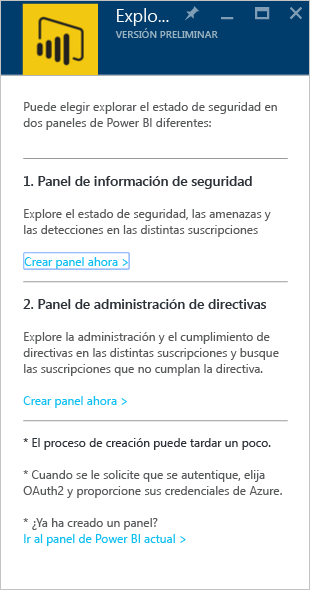 Explo...
VERSIÓN PRELIMINAR
Puede elegir explorar el estado de seguridad en
dos paneles de Power BI diferentes:
1. Panel de información de seguridad
Explore el estado de seguridad, las amenazas y
las detecciones en las distintas suscripciones
Crear panel ahora >
2. Panel de administración de directivas
Explore la administración y el cumplimiento de
directivas en las distintas suscripciones y busque
las suscripciones que no cumplan la directiva.
Crear panel ahora >
* El proceso de creación puede tardar un poco.
* Cuando se le solicite que se autentique, elija
OAuth2 y proporcione sus credenciales de Azure.
* ¿Ya ha creado un panel?
Ir al panel de Power BI actual >